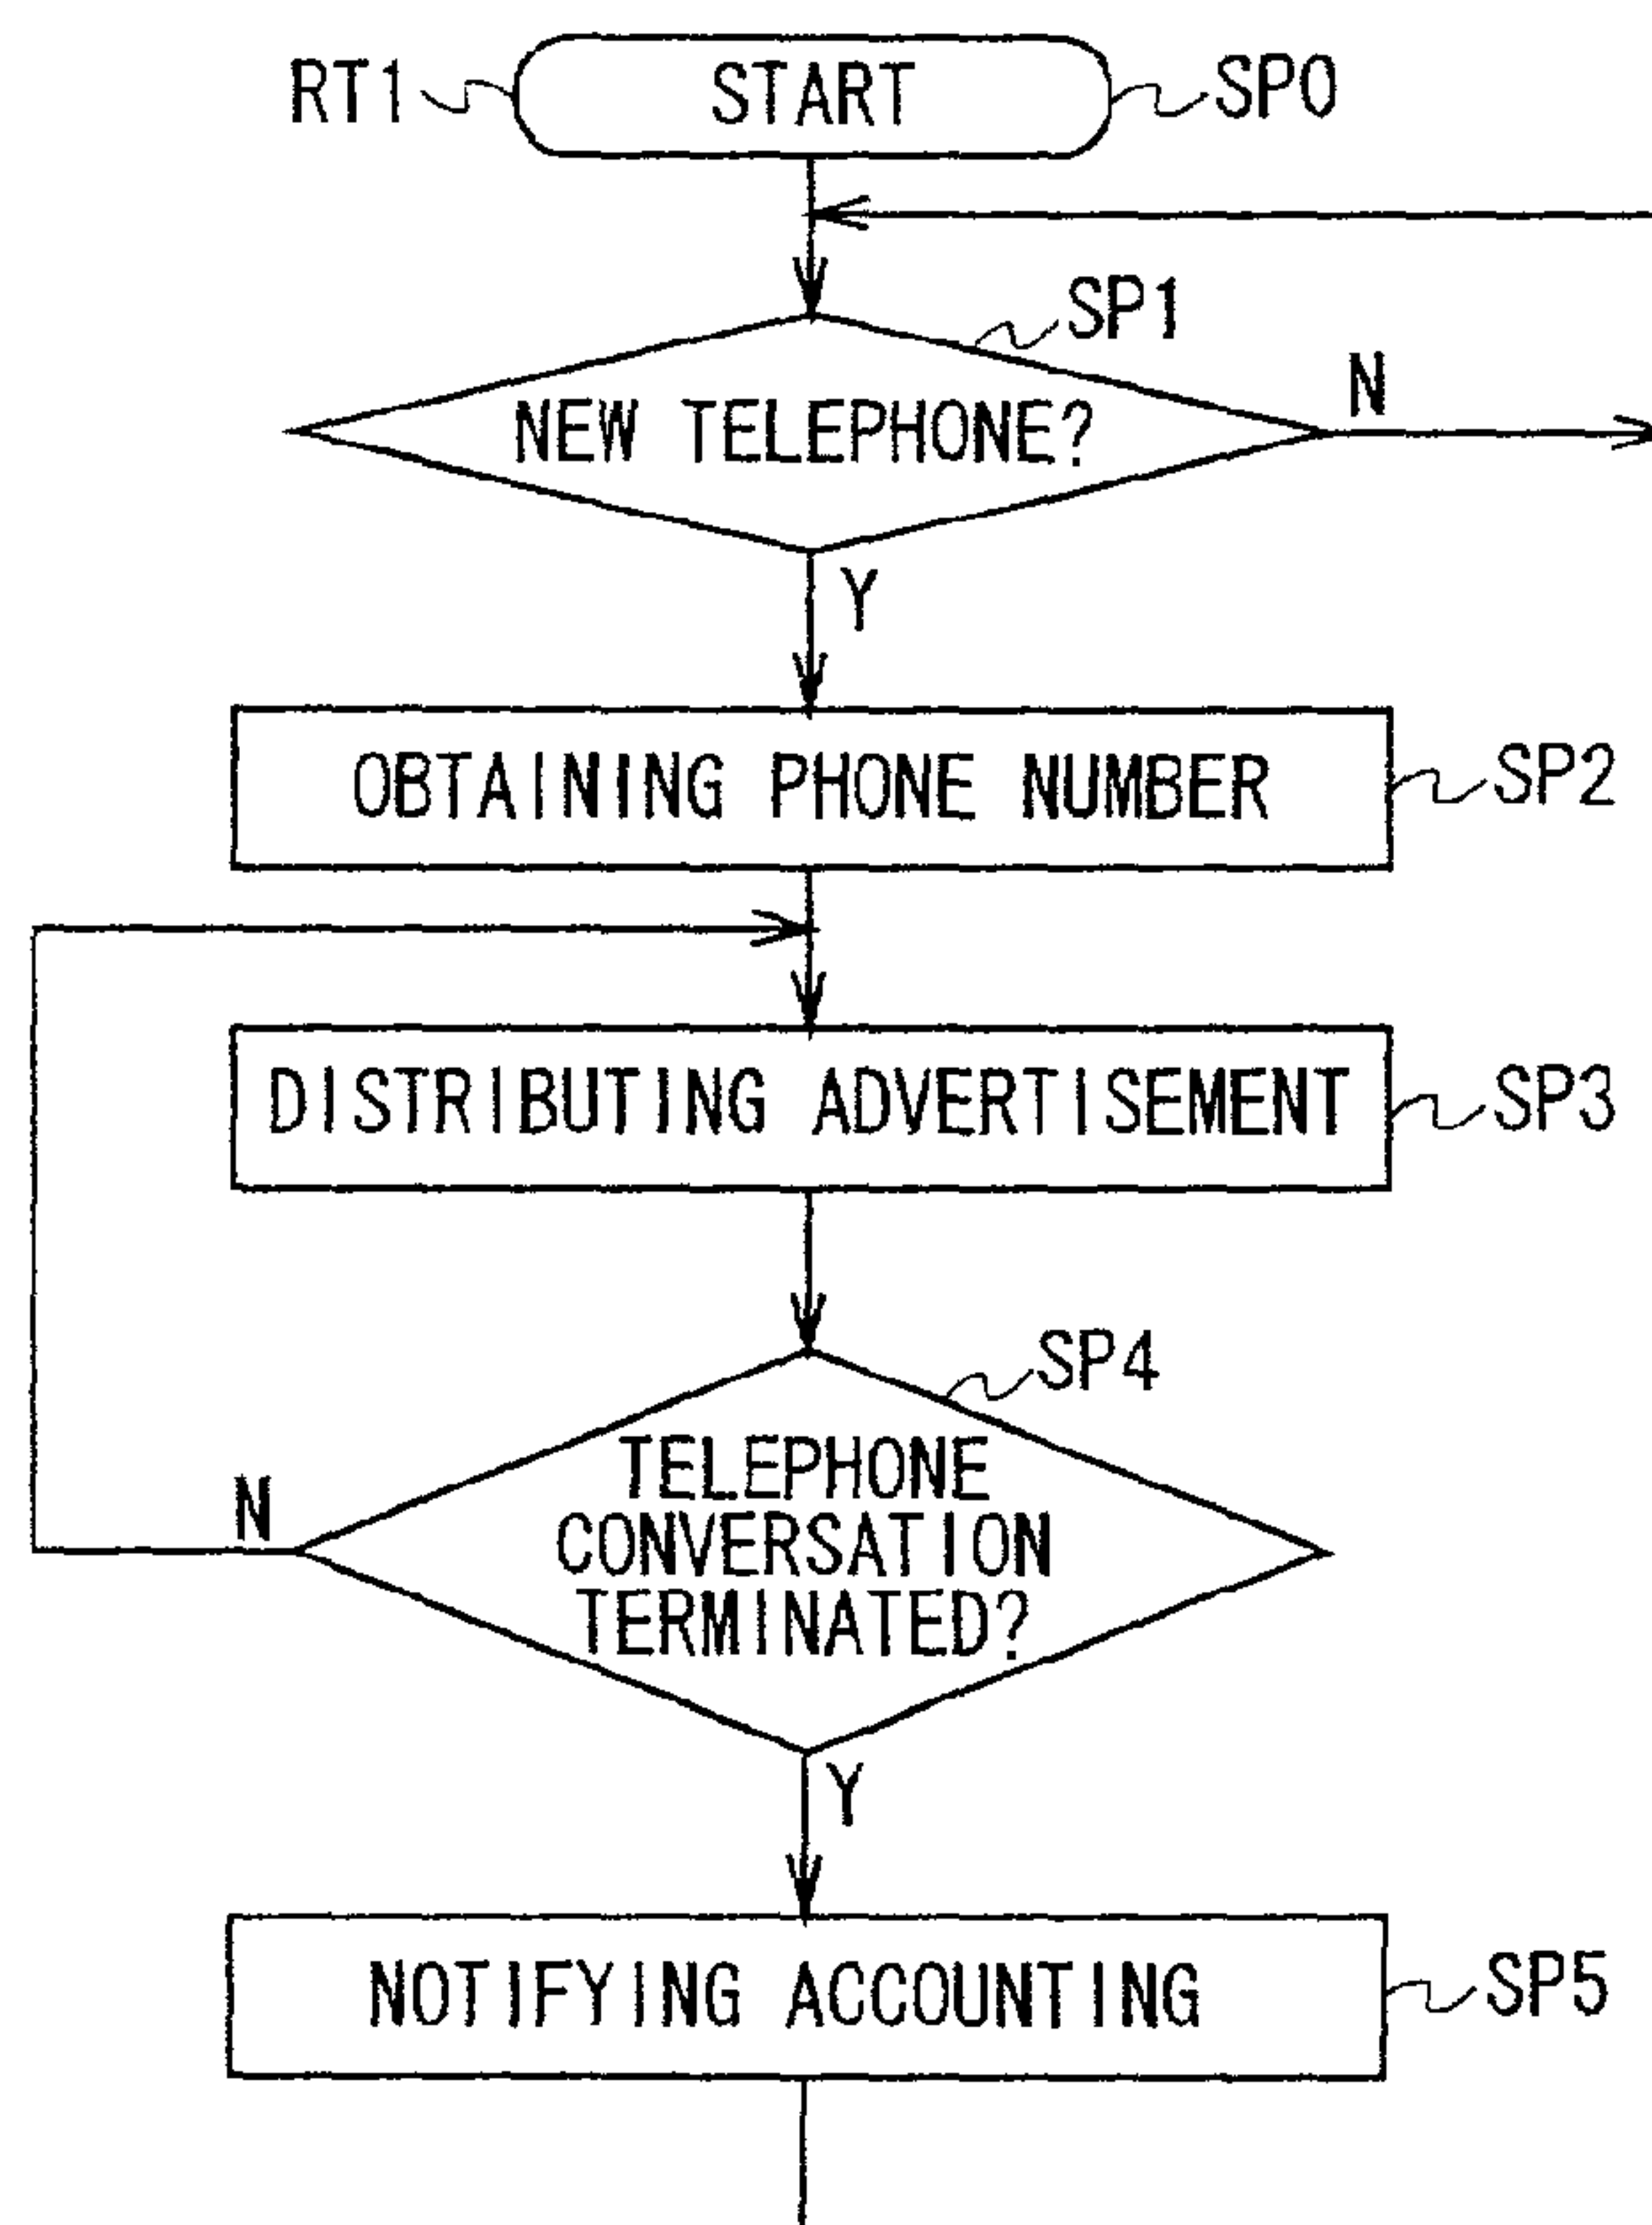 RT1 START SP0
SP1
NEW TELEPHONE?
N
Y
OBTAINING PHONE NUMBER SP2
DISTRIBUTING ADVERTISEMENT SP3
SP4
TELEPHONE
CONVERSATION
TERMINATED?
N
Y
NOTIFYING ACCOUNTING SP5